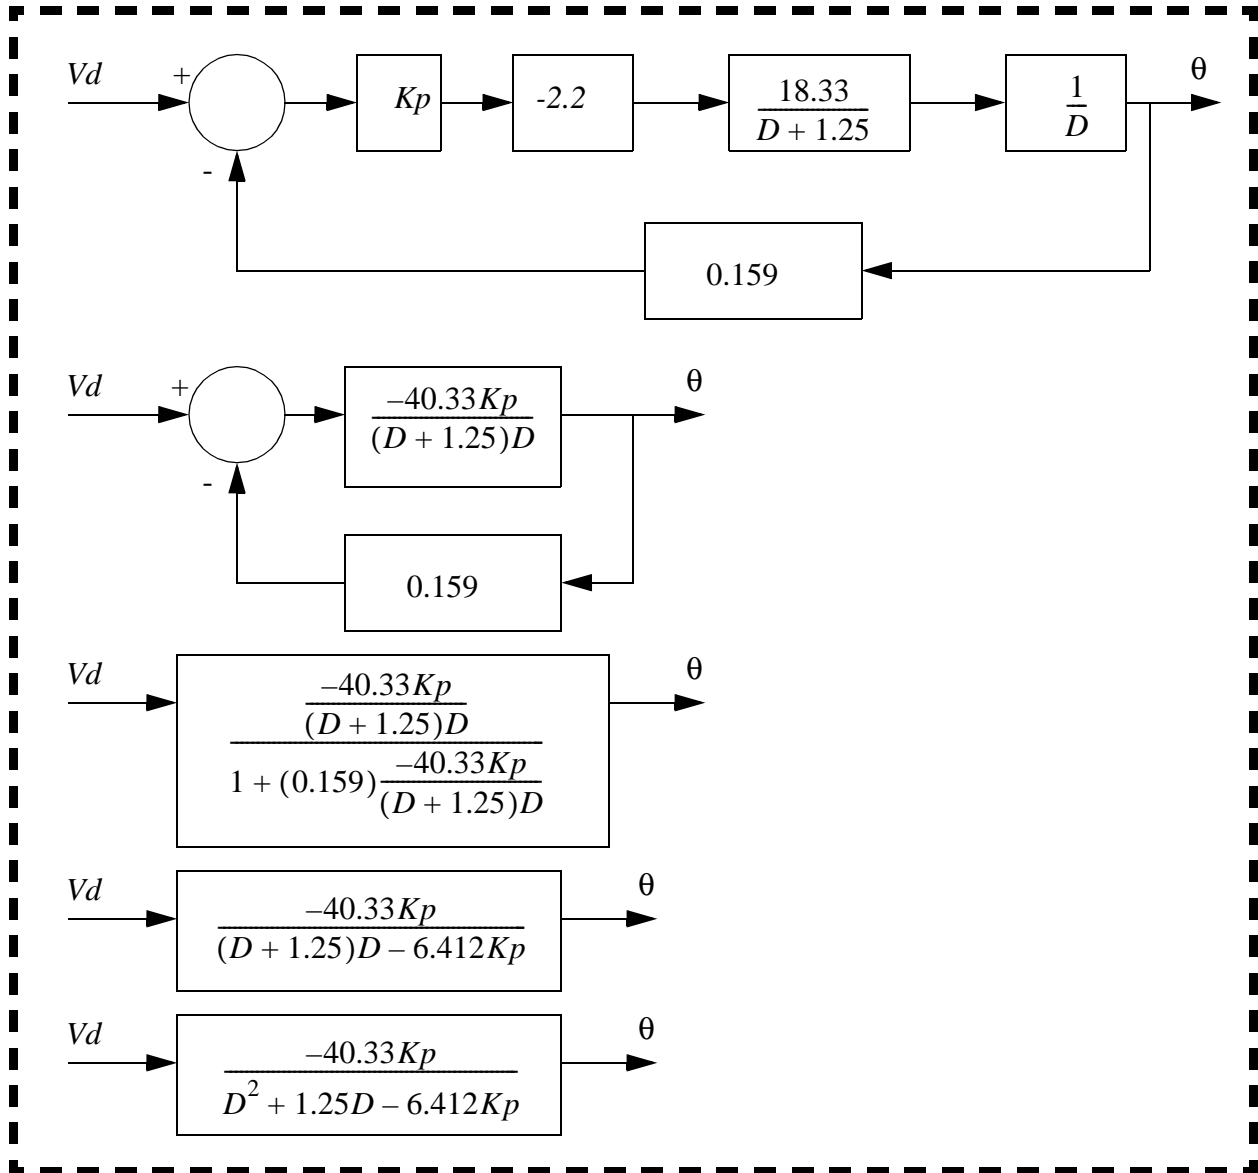 Vd + Kp -2.2 18.33 / D + 1.25 1 / D θ
-
0.159
Vd + –40.33Kp / (D + 1.25)D θ
-
0.159
Vd θ
–40.33Kp
(D + 1.25)D
1 + (0.159) –40.33Kp / (D + 1.25)D
Vd θ
–40.33Kp
(D + 1.25)D – 6.412Kp
Vd θ
–40.33Kp
D² + 1.25D – 6.412Kp